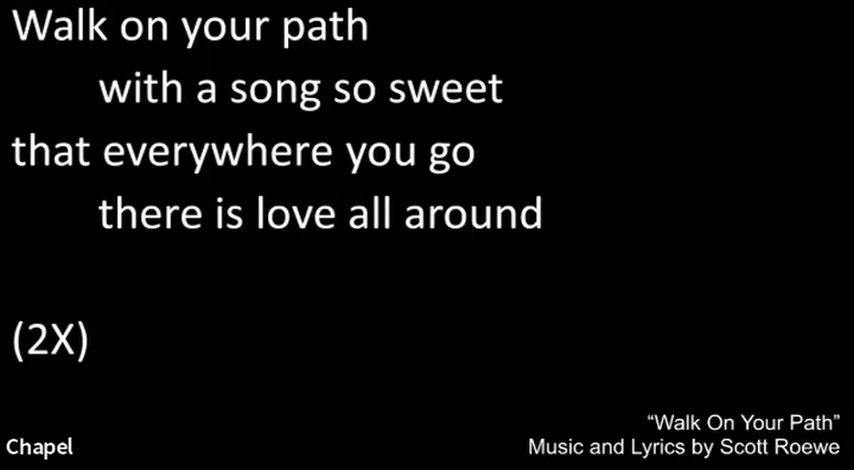 Walk on your path
with a song so sweet
that everywhere you go
there is love all around
(2X)
“Walk On Your Path”
Chapel
Music and Lyrics by Scott Roewe